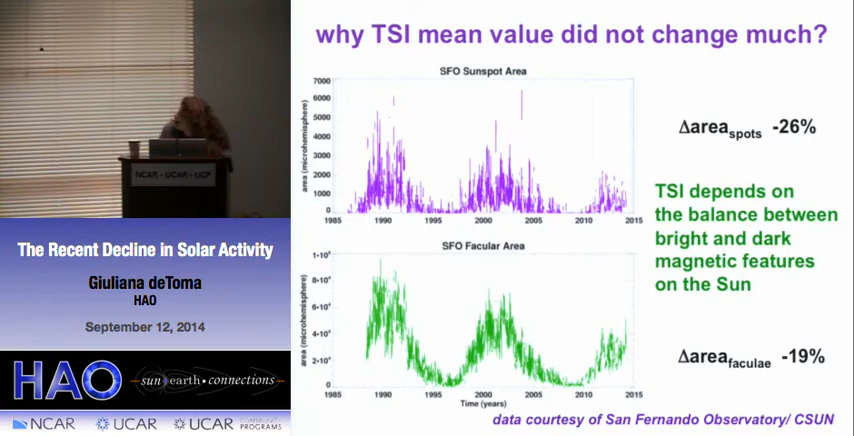 NCAR • UCAR • UCP
The Recent Decline in Solar Activity
Giuliana deToma
HAO
September 12, 2014
HAO
sun earth • connections
NCAR
UCAR
UCAR
COMMUNITY
PROGRAMS
why TSI mean value did not change much?
SFO Sunspot Area
area (microhemisphere)
7000
6000
5000
4000
3000
2000
1000
0
1985 1990 1995 2000 2005 2010 2015
Δarea spots -26%
TSI depends on
the balance between
bright and dark
magnetic features
on the Sun
SFO Facular Area
area (microhemisphere)
1•10⁵
8•10⁴
6•10⁴
4•10⁴
2•10⁴
0
1985 1990 1995 2000 2005 2010 2015
Time (years)
Δarea faculae -19%
data courtesy of San Fernando Observatory/ CSUN